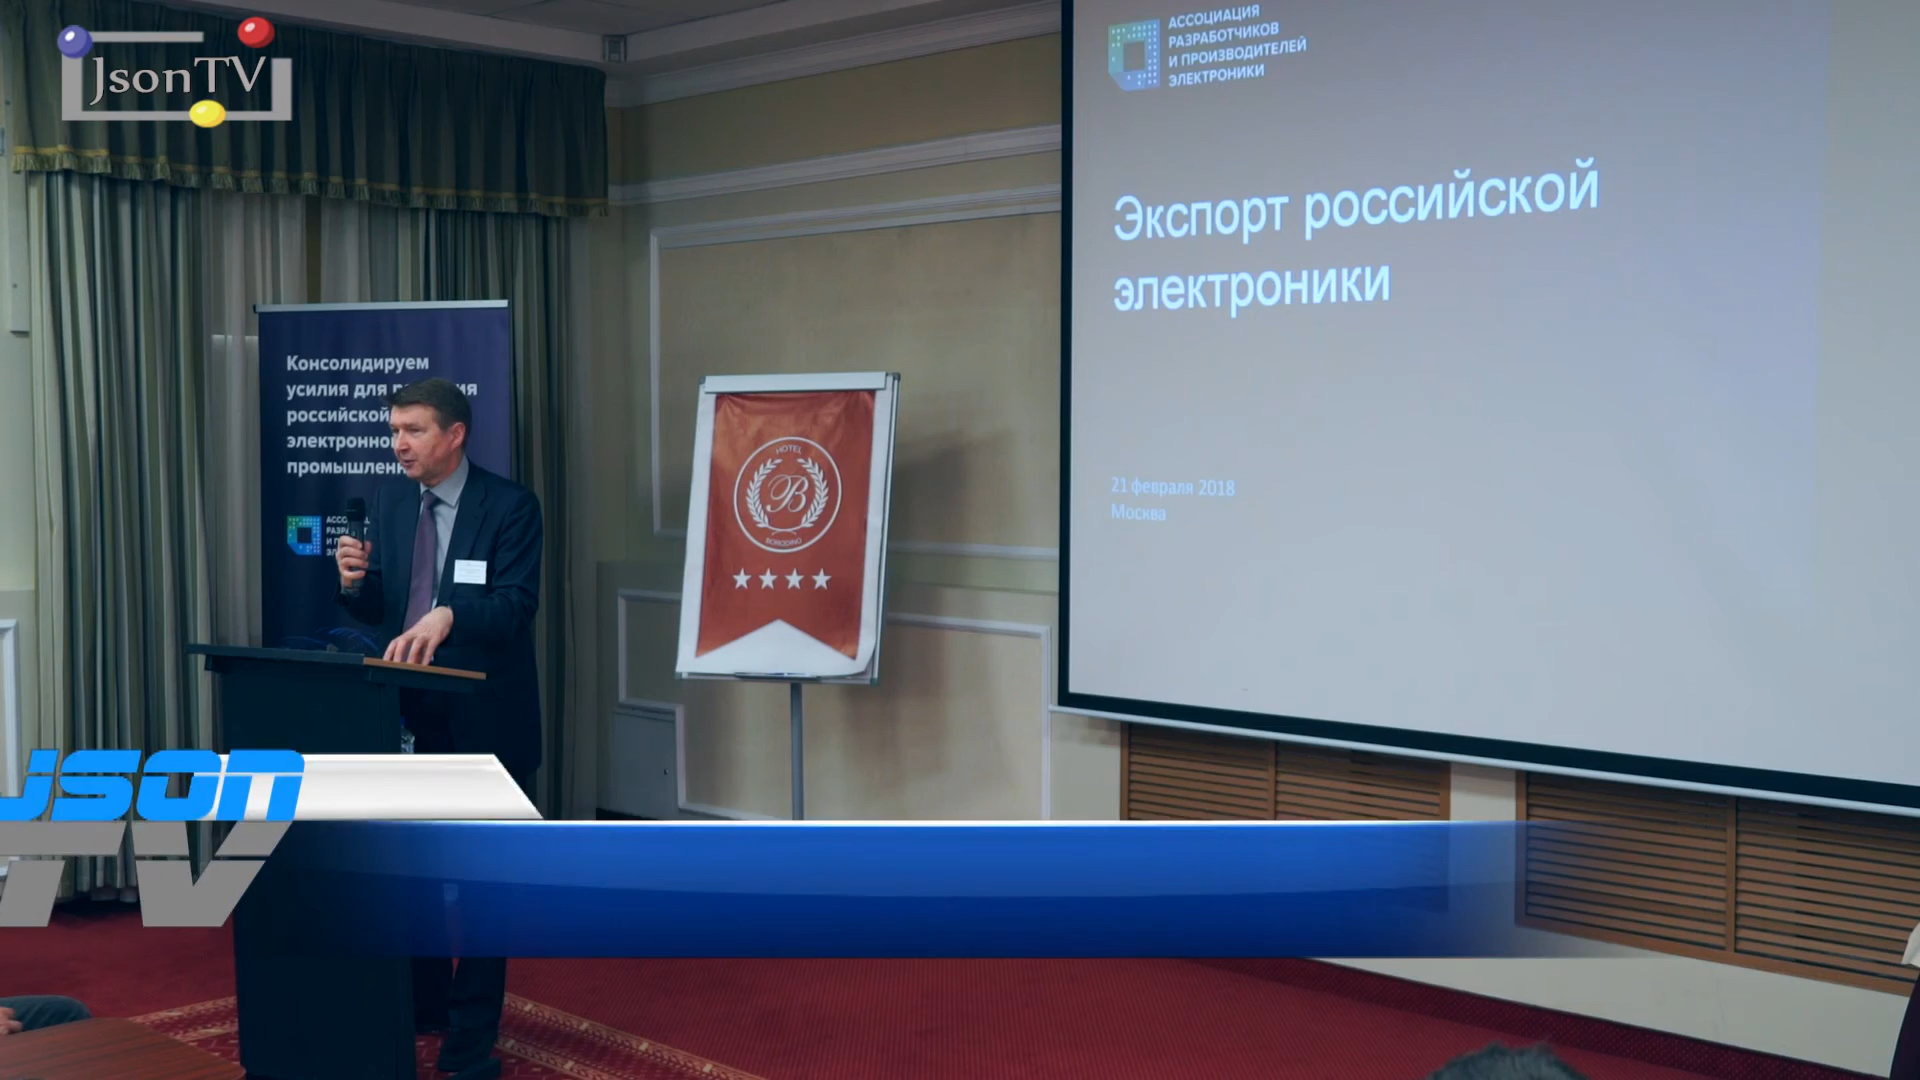 JsonTV
АССОЦИАЦИЯ
РАЗРАБОТЧИКОВ
И ПРОИЗВОДИТЕЛЕЙ
ЭЛЕКТРОНИКИ
Экспорт российской
электроники
21 февраля 2018
Москва
Консолидируем
усилия для
российской
промышлен
HOTEL
B
BORODINO
JSON
TV